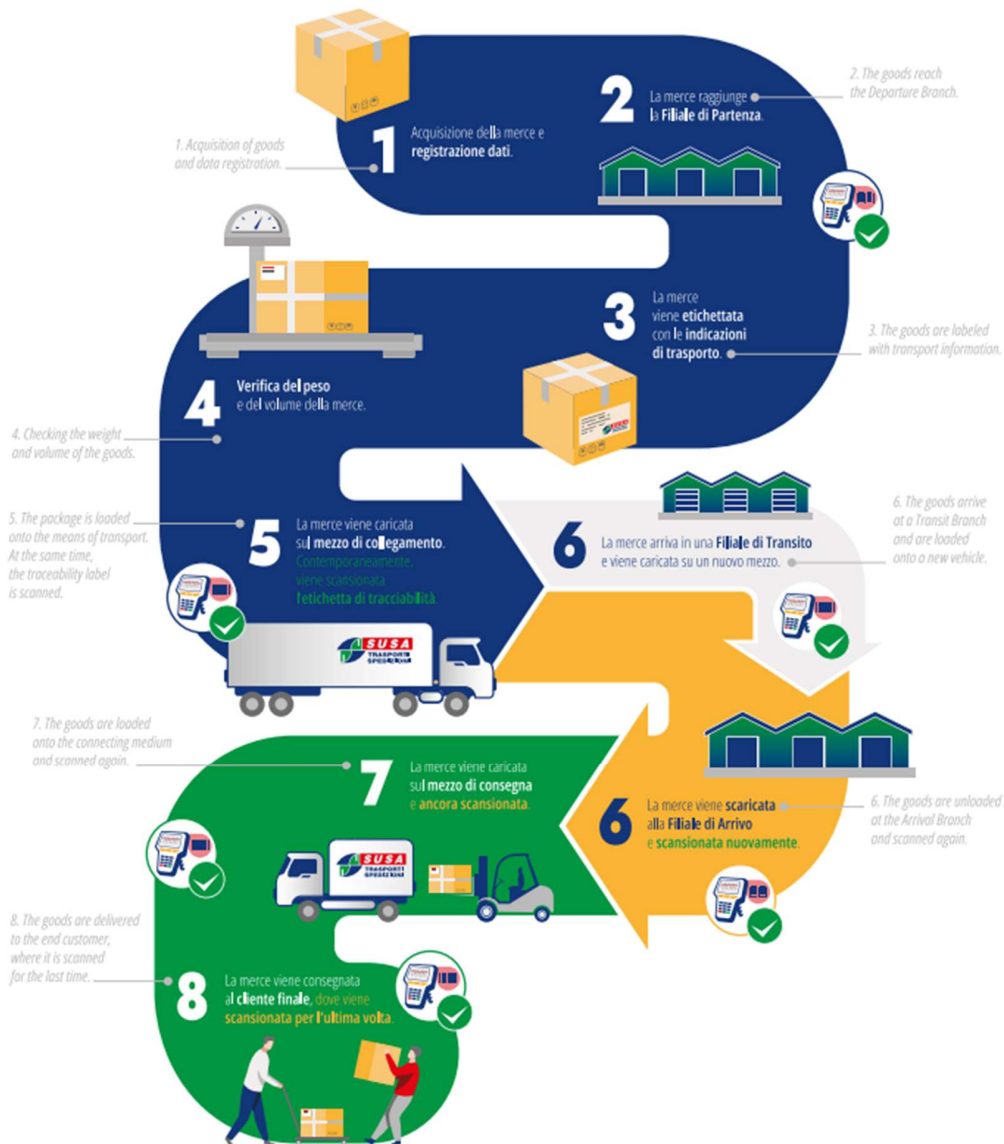 1
Acquisizione della merce e
registrazione dati.
1. Acquisition of goods
and data registration.
2
La merce raggiunge
la Filiale di Partenza.
2. The goods reach
the Departure Branch.
3
La merce
viene etichettata
con le indicazioni
di trasporto.
3. The goods are labeled
with transport information.
4
Verifica del peso
e del volume della merce.
4. Checking the weight
and volume of the goods.
5
La merce viene caricata
sul mezzo di collegamento.
Contemporaneamente,
viene scansionata
l'etichetta di tracciabilità.
5. The package is loaded
onto the means of transport.
At the same time,
the traceability label
is scanned.
SUSA
TRASPORTI
SPEDIZIONI
6
La merce arriva in una Filiale di Transito
e viene caricata su un nuovo mezzo.
6. The goods arrive
at a Transit Branch
and are loaded
onto a new vehicle.
6
La merce viene scaricata
alla Filiale di Arrivo
e scansionata nuovamente.
6. The goods are unloaded
at the Arrival Branch
and scanned again.
7
La merce viene caricata
sul mezzo di consegna
e ancora scansionata.
7. The goods are loaded
onto the connecting medium
and scanned again.
SUSA
TRASPORTI
SPEDIZIONI
8
La merce viene consegnata
al cliente finale, dove viene
scansionata per l'ultima volta.
8. The goods are delivered
to the end customer,
where it is scanned
for the last time.